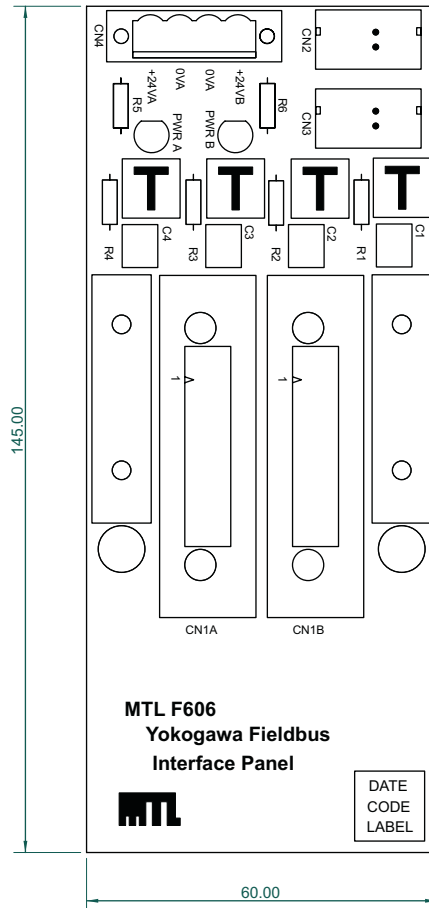 CN4
CN2
+24VA
0VA
0VA
+24VB
R5
PWR A
PWR B
R6
CN3
T
T
T
T
R4
C4
R3
C3
R2
C2
R1
C1
1
1
145.00
CN1A
CN1B
MTL F606
Yokogawa Fieldbus
Interface Panel
MTL
DATE
CODE
LABEL
60.00